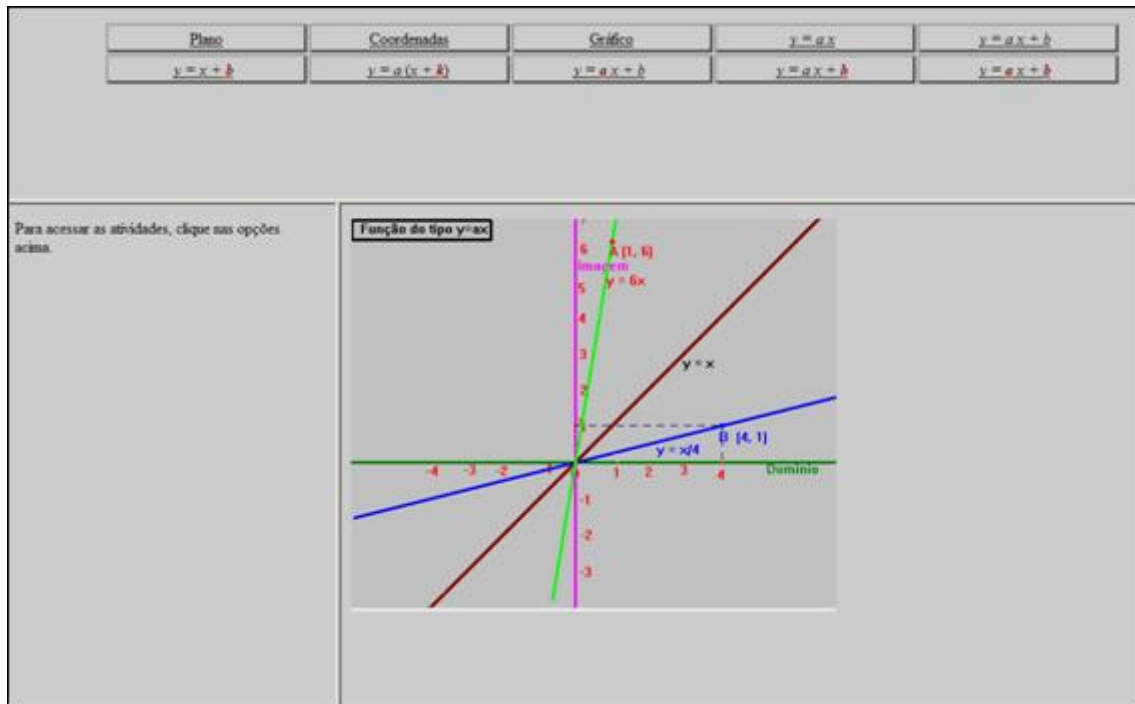 Plano
Coordenadas
Gráfico
y = a x
y = a x + b
y = x + b
y = a (x + k)
y = a x + b
y = a x + b
y = a x + b
Para acessar as atividades, clique nas opções
acima.
Função do tipo y=ax
6
A [1, 6]
Imagem
y = 6x
5
4
3
y = x
2
1
B [4, 1]
y = x/4
-4 -3 -2 -1 0 1 2 3 4
Domínio
-1
-2
-3